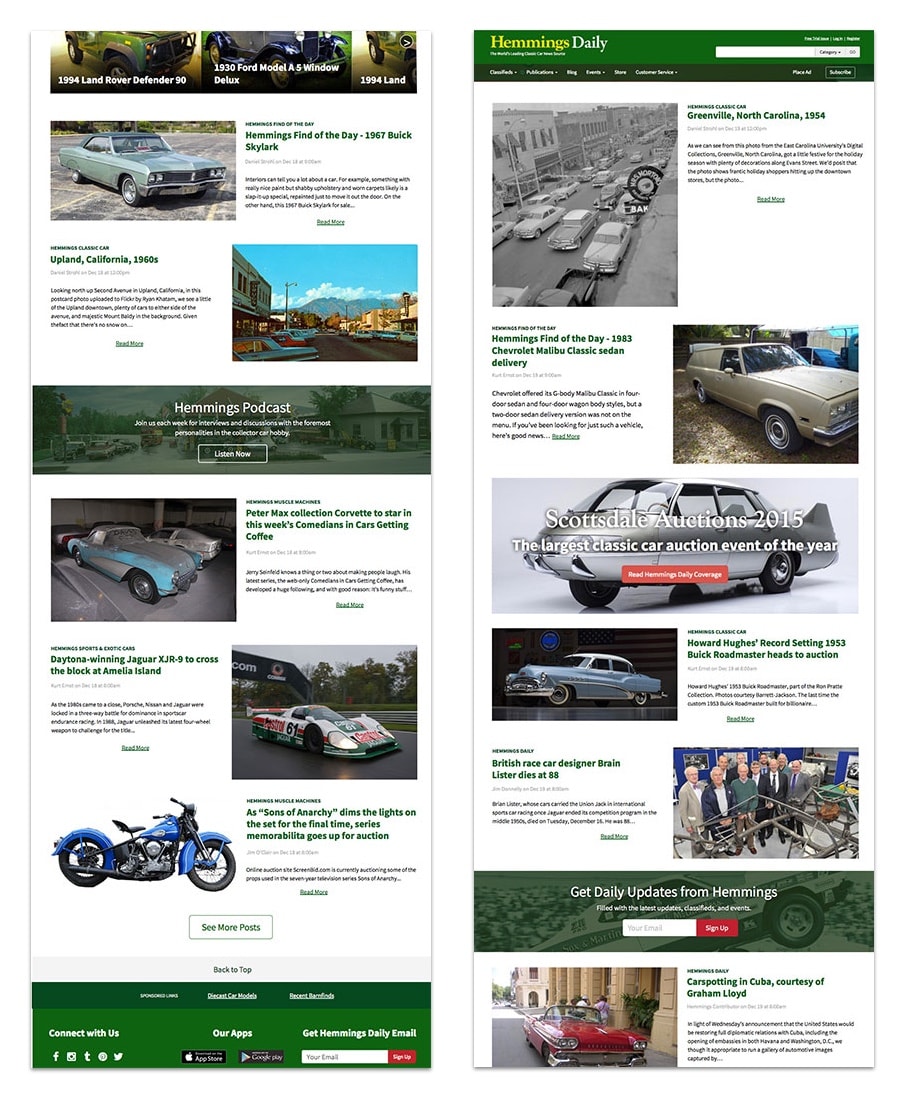 1994 Land Rover Defender 90
1930 Ford Model A 5 Window
Delux
1994 Land
HEMMINGS FIND OF THE DAY
Hemmings Find of the Day - 1967 Buick
Skylark
Daniel Strohl on Dec 19 at 8:00am
Interiors can tell you a lot about a car. For example, something with
really nice paint but shabby upholstery and worn carpets likely is a
slap-it-up special, repainted just to move it out the door. On the
other hand, this 1967 Buick Skylark for sale...
Read More
HEMMINGS CLASSIC CAR
Upland, California, 1960s
Daniel Strohl on Dec 18 at 12:00pm
Looking north up Second Avenue in Upland, California, in this
postcard photo uploaded to Flickr by Ryan Khatam, we see a little
of the Upland downtown, plenty of cars to either side of the
avenue, and majestic Mount Baldy in the background. Given
thefact that there's no snow on....
Read More
Hemmings Podcast
Join us each week for interviews and discussions with the foremost
personalities in the collector car hobby.
Listen Now
HEMMINGS MUSCLE MACHINES
Peter Max collection Corvette to star in
this week's Comedians in Cars Getting
Coffee
Kurt Ernst on Dec 18 at 8:00am
Jerry Seinfeld knows a thing or two about making people laugh. His
latest series, the web-only Comedians in Cars Getting Coffee, has
developed a huge following, and with good reason: It's funny stuff...
Read More
HEMMINGS SPORTS & EXOTIC CARS
Daytona-winning Jaguar XJR-9 to cross
the block at Amelia Island
Kurt Ernst on Dec 18 at 8:00am
As the 1980s came to a close, Porsche, Nissan and Jaguar were
locked in a three-way battle for dominance in sportscar
endurance racing. In 1988, Jaguar unleashed its latest four-wheel
weapon to challenge for the title...
Read More
.com
Castrol
61
JAGUAR
HEMMINGS MUSCLE MACHINES
As “Sons of Anarchy” dims the lights on
the set for the final time, series
memorabilita goes up for auction
Jim O'Clair on Dec 18 at 8:00am
Online auction site ScreenBid.com is currently auctioning some of the
props used in the seven-year television series Sons of Anarchy...
Read More
See More Posts
Back to Top
SPONSORED LINKS
Diecast Car Models
Recent Barnfinds
Connect with Us
Our Apps
Get Hemmings Daily Email
Download on the
App Store
Google play
Your Email
Sign Up
Hemmings Daily
The World's Leading Classic Car News Source
Free Trial Issue | Log in | Register
Category
GO
Classifieds
Publications
Blog
Events
Store
Customer Service
Place Ad
Subscribe
HEMMINGS CLASSIC CAR
Greenville, North Carolina, 1954
Daniel Strohl on Dec 18 at 12:00pm
As we can see from this photo from the East Carolina University's Digital
Collections, Greenville, North Carolina, got a little festive for the holiday
season with plenty of decorations along Evans Street. We'd posit that
the photo shows frantic holiday shoppers hitting up the downtown
stores, but the photo...
Read More
BAK
HEMMINGS FIND OF THE DAY
Hemmings Find of the Day - 1983
Chevrolet Malibu Classic sedan
delivery
Kurt Ernst on Dec 18 at 9:00am
Chevrolet offered its G-body Malibu Classic in four-
door sedan and four-door wagon body styles, but a
two-door sedan delivery version was not on the
menu. If you've been looking for just such a vehicle,
here's good news... Read More
Scottsdale Auctions 2015
The largest classic car auction event of the year
Read Hemmings Daily Coverage
HEMMINGS CLASSIC CAR
Howard Hughes' Record Setting 1953
Buick Roadmaster heads to auction
Kurt Ernst on Dec 18 at 8:00am
Howard Hughes' 1953 Buick Roadmaster, part of the Ron Pratte
Collection. Photos courtesy Barrett-Jackson. The last time the
custom 1953 Buick Roadmaster built for billionaire...
Read More
HEMMINGS DAILY
British race car designer Brain
Lister dies at 88
Jim Donnelly on Dec 18 at 8:00am
Brian Lister, whose cars carried the Union Jack in international
sports car racing once Jaguar ended its competition program in the
middle 1950s, died on Tuesday, December 16. He was 88...
Read More
Get Daily Updates from Hemmings
Filled with the latest updates, classifieds, and events.
Your Email
Sign Up
Sox & Martin
HEMMINGS DAILY
Carspotting in Cuba, courtesy of
Graham Lloyd
Hemmings Contributor on Dec 18 at 8:00am
In light of Wednesday's announcement that the United States would
be restoring full diplomatic relations with Cuba, including the
opening of embassies in both Havana and Washington, D.C., we
though it appropriate to run a gallery of automotive images
captured by...